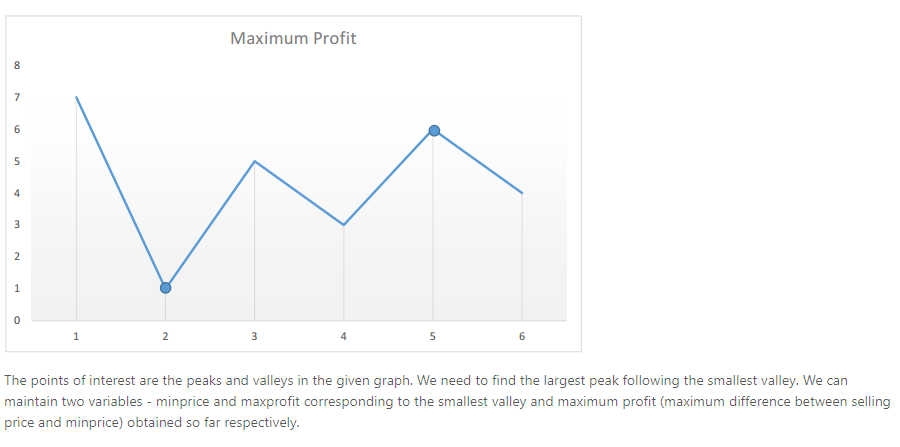 Maximum Profit
8
7
6
5
4
3
2
1
0
1 2 3 4 5 6
The points of interest are the peaks and valleys in the given graph. We need to find the largest peak following the smallest valley. We can
maintain two variables - minprice and maxprofit corresponding to the smallest valley and maximum profit (maximum difference between selling
price and minprice) obtained so far respectively.